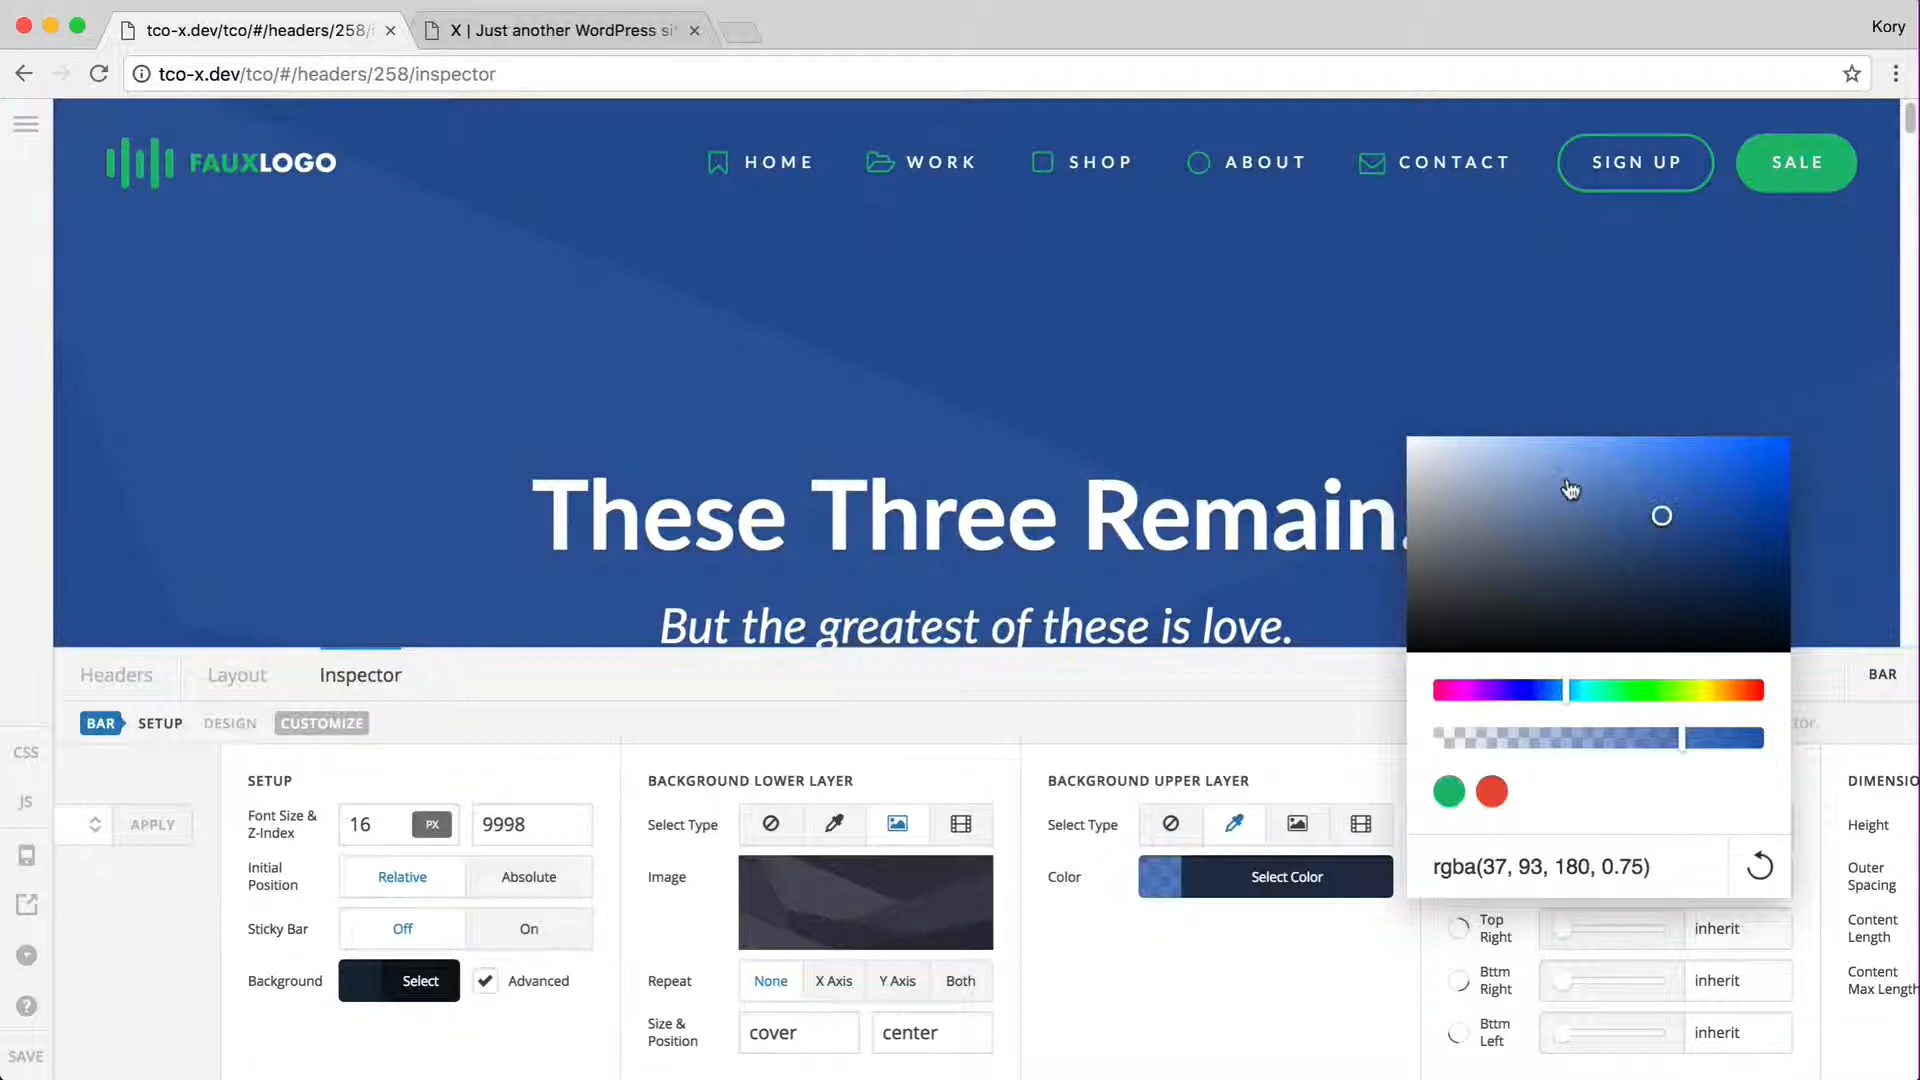 tco-x.dev/tco/#/headers/258/i
X | Just another WordPress sit
Kory
tco-x.dev/tco/#/headers/258/inspector
FAUXLOGO
HOME
WORK
SHOP
ABOUT
CONTACT
SIGN UP
SALE
These Three Remain.
But the greatest of these is love.
Headers
Layout
Inspector
BAR
BAR
SETUP
DESIGN
CUSTOMIZE
tor.
CSS
JS
SAVE
APPLY
SETUP
Font Size &
Z-Index
16
PX
9998
Initial
Position
Relative
Absolute
Sticky Bar
Off
On
Background
Select
Advanced
BACKGROUND LOWER LAYER
Select Type
Image
Repeat
None
X Axis
Y Axis
Both
Size &
Position
cover
center
BACKGROUND UPPER LAYER
Select Type
Color
Select Color
rgba(37, 93, 180, 0.75)
Top
Right
inherit
Bttm
Right
inherit
Bttm
Left
inherit
DIMENSIO
Height
Outer
Spacing
Content
Length
Content
Max Length